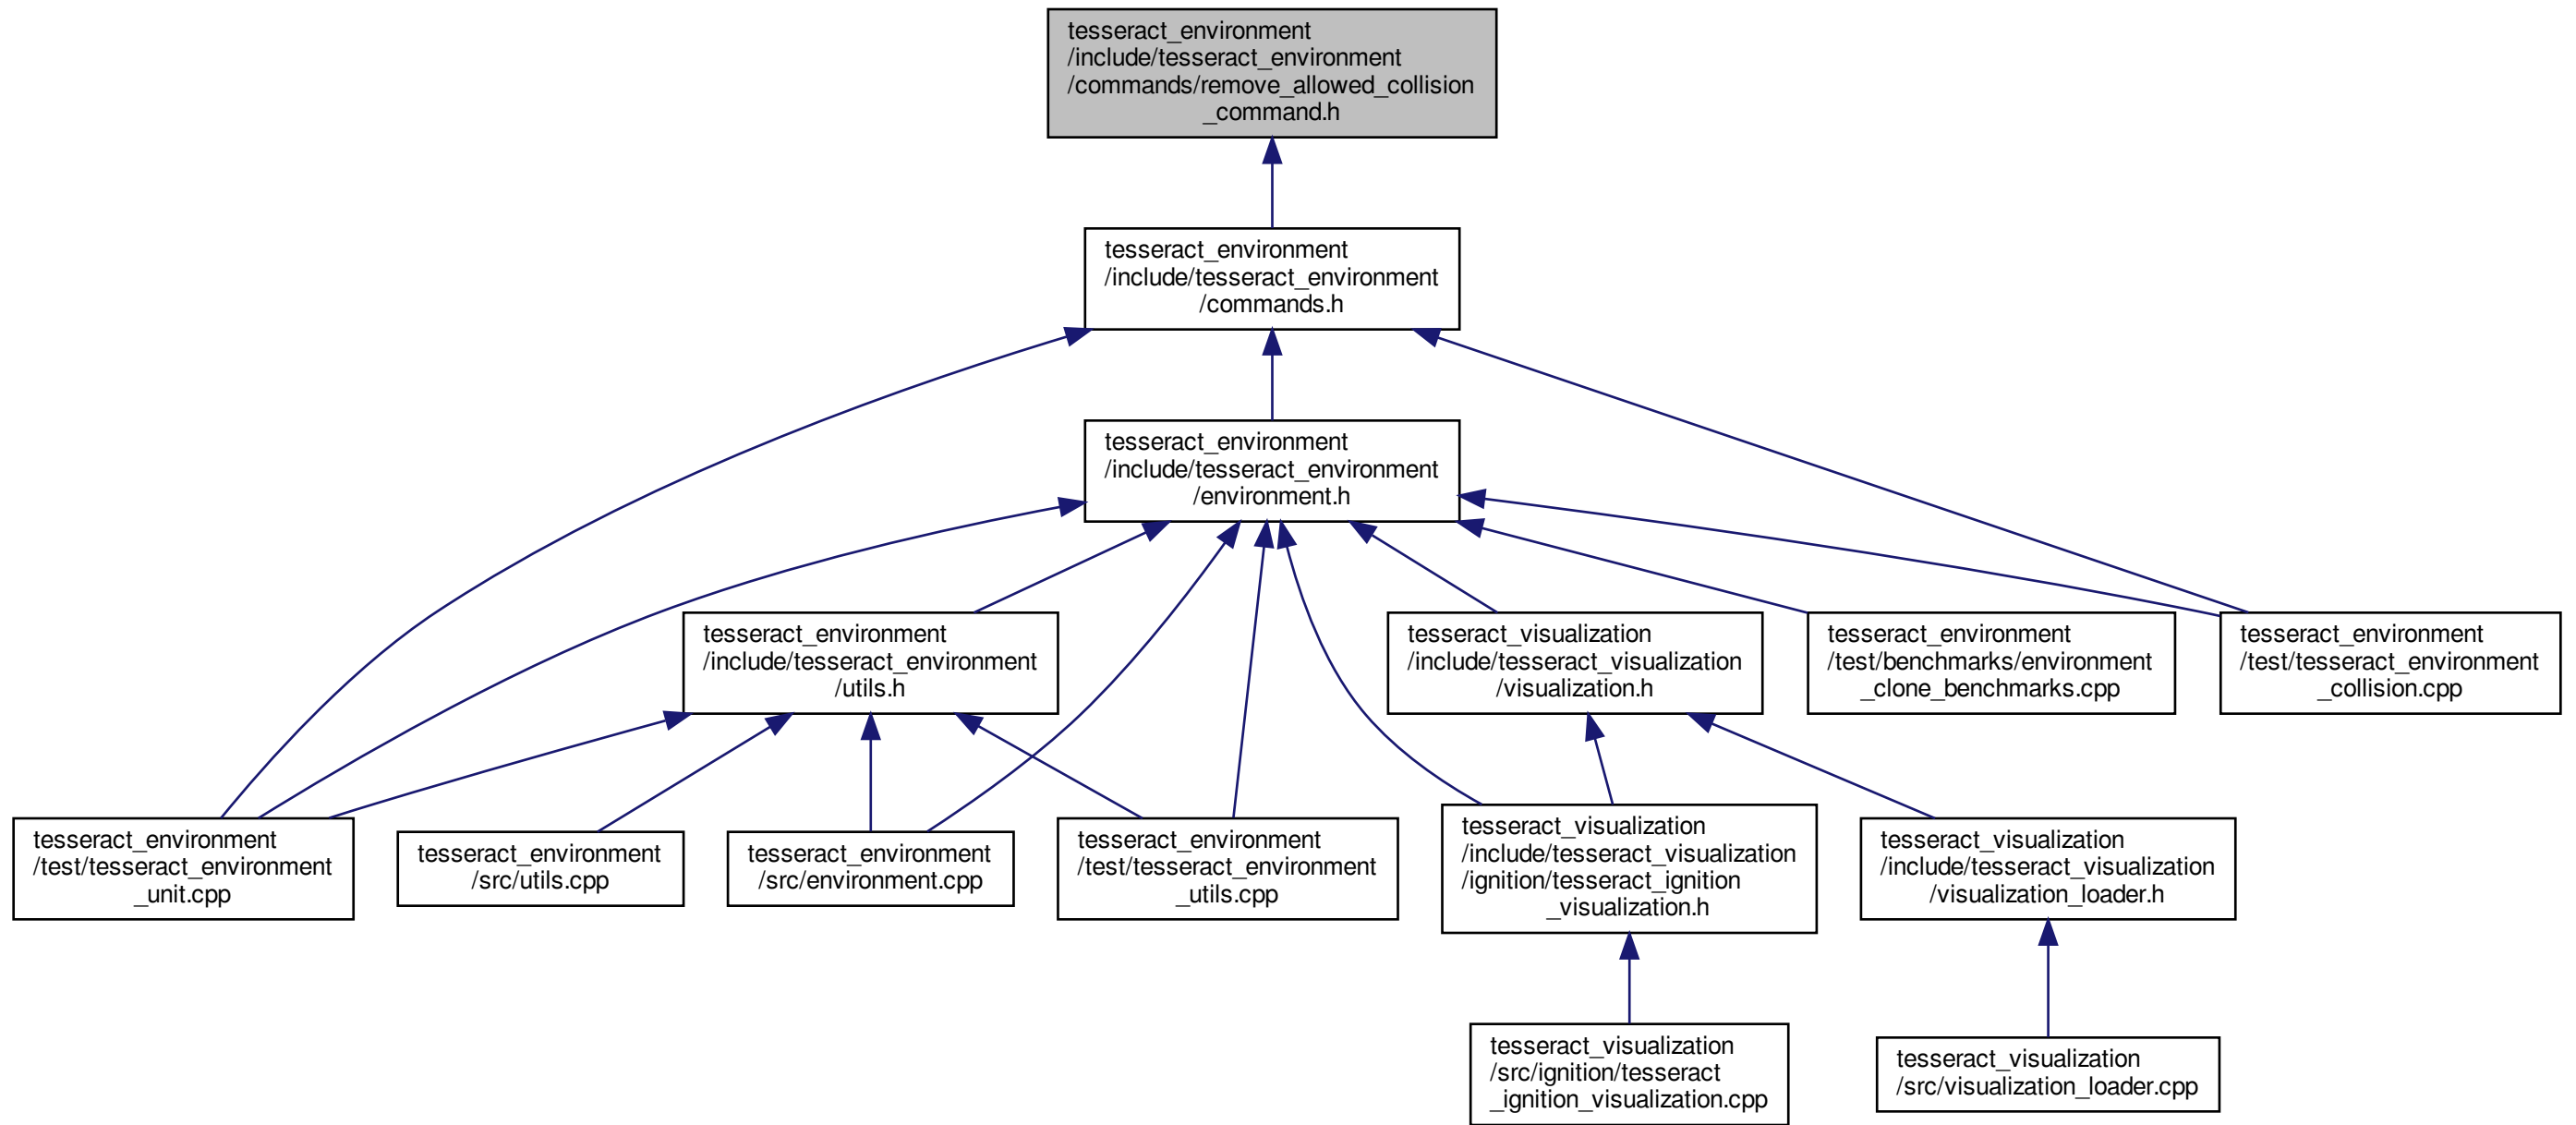 tesseract_environment
/include/tesseract_environment
/commands/remove_allowed_collision
_command.h
tesseract_environment
/include/tesseract_environment
/commands.h
tesseract_environment
/include/tesseract_environment
/environment.h
tesseract_environment
/include/tesseract_environment
/utils.h
tesseract_visualization
/include/tesseract_visualization
/visualization.h
tesseract_environment
/test/benchmarks/environment
_clone_benchmarks.cpp
tesseract_environment
/test/tesseract_environment
_collision.cpp
tesseract_environment
/test/tesseract_environment
_unit.cpp
tesseract_environment
/src/utils.cpp
tesseract_environment
/src/environment.cpp
tesseract_environment
/test/tesseract_environment
_utils.cpp
tesseract_visualization
/include/tesseract_visualization
/ignition/tesseract_ignition
_visualization.h
tesseract_visualization
/include/tesseract_visualization
/visualization_loader.h
tesseract_visualization
/src/ignition/tesseract
_ignition_visualization.cpp
tesseract_visualization
/src/visualization_loader.cpp